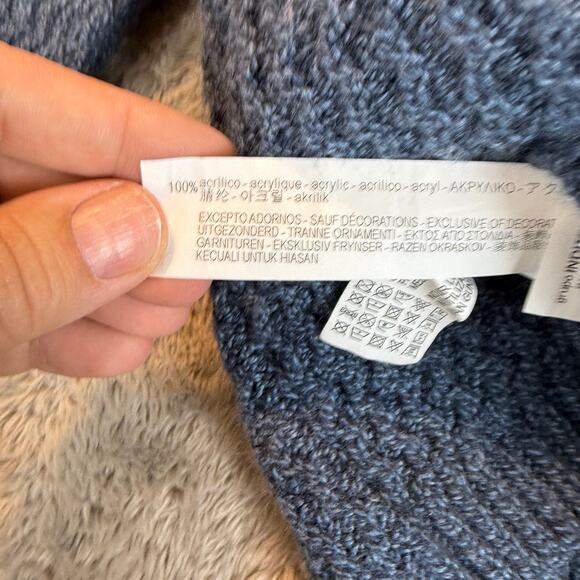 100% acrílico - acrylique - acrylic - acrilico - acryl - ΑΚΡΥΛΙΚΟ - アク
腈纶 - 아크릴 - akrilik
EXCEPTO ADORNOS - SAUF DÉCORATIONS - EXCLUSIVE OF DECORAT
UITGEZONDERD - TRANNE ORNAMENTI - ΕΚΤΟΣ ΑΠΟ ΣΤΟΛΙΔΙΑ -
GARNITUREN - EKSKLUSIV FRYNSER - RAZEN OKRASKOV -
KECUALI UNTUK HIASAN